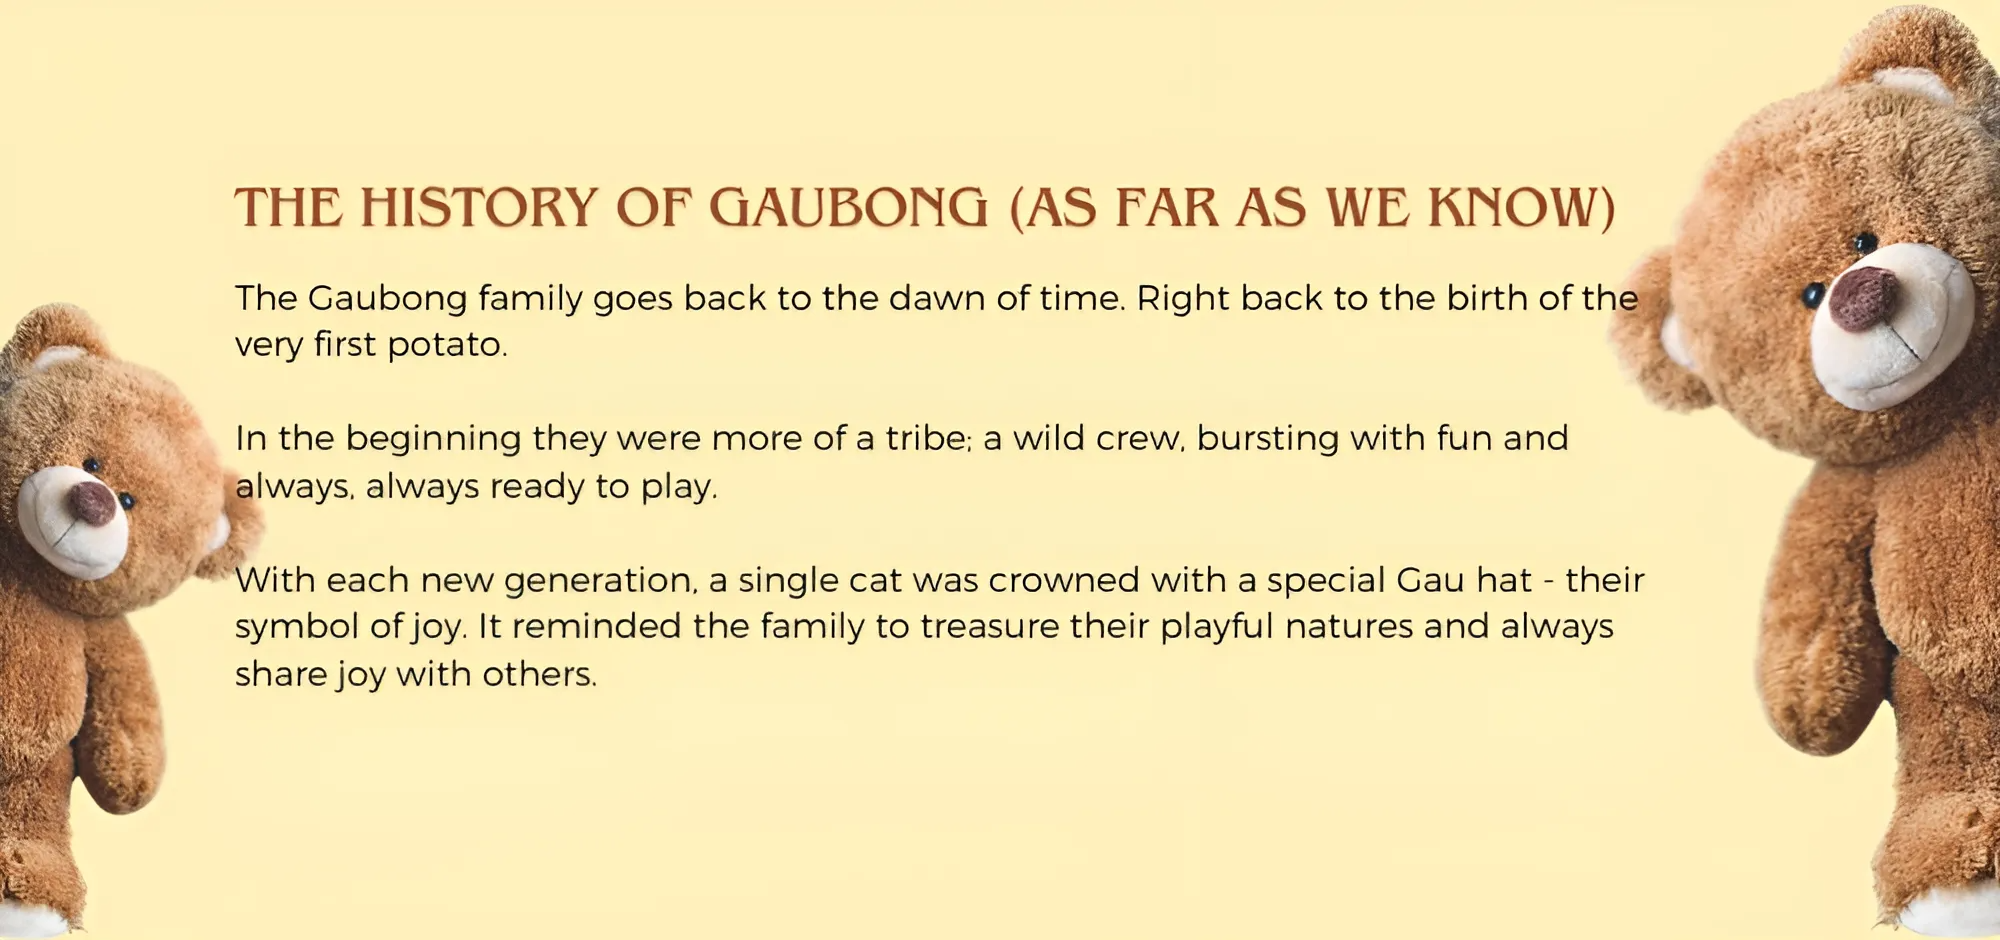 THE HISTORY OF GAUBONG (AS FAR AS WE KNOW)
The Gaubong family goes back to the dawn of time. Right back to the birth of the
very first potato.
In the beginning they were more of a tribe; a wild crew, bursting with fun and
always, always ready to play.
With each new generation, a single cat was crowned with a special Gau hat - their
symbol of joy. It reminded the family to treasure their playful natures and always
share joy with others.